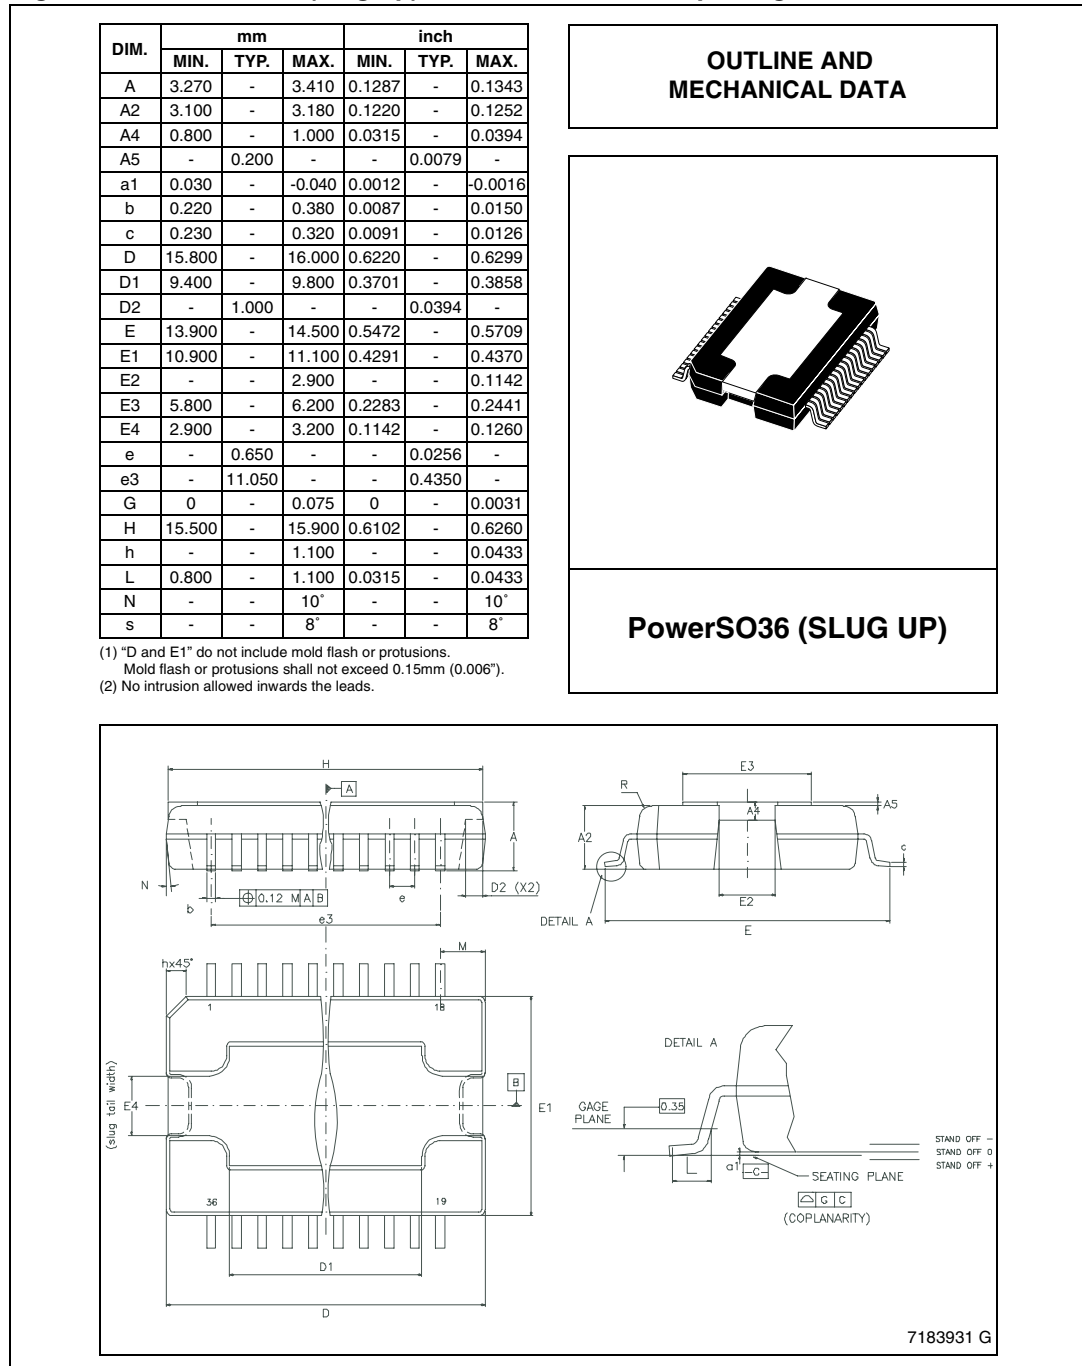 DIM. mm inch
MIN. TYP. MAX. MIN. TYP. MAX.
A 3.270 - 3.410 0.1287 - 0.1343
A2 3.100 - 3.180 0.1220 - 0.1252
A4 0.800 - 1.000 0.0315 - 0.0394
A5 - 0.200 - - 0.0079 -
a1 0.030 - -0.040 0.0012 - -0.0016
b 0.220 - 0.380 0.0087 - 0.0150
c 0.230 - 0.320 0.0091 - 0.0126
D 15.800 - 16.000 0.6220 - 0.6299
D1 9.400 - 9.800 0.3701 - 0.3858
D2 - 1.000 - - 0.0394 -
E 13.900 - 14.500 0.5472 - 0.5709
E1 10.900 - 11.100 0.4291 - 0.4370
E2 - - 2.900 - - 0.1142
E3 5.800 - 6.200 0.2283 - 0.2441
E4 2.900 - 3.200 0.1142 - 0.1260
e - 0.650 - - 0.0256 -
e3 - 11.050 - - 0.4350 -
G 0 - 0.075 0 - 0.0031
H 15.500 - 15.900 0.6102 - 0.6260
h - - 1.100 - - 0.0433
L 0.800 - 1.100 0.0315 - 0.0433
N - - 10˚ - - 10˚
s - - 8˚ - - 8˚
(1) “D and E1” do not include mold flash or protusions.
Mold flash or protusions shall not exceed 0.15mm (0.006”).
(2) No intrusion allowed inwards the leads.
OUTLINE AND
MECHANICAL DATA
PowerSO36 (SLUG UP)
H
A
A
N
b
0.12 M A B
e
D2 (X2)
e3
E3
R
A4
A5
A2
c
E2
DETAIL A
E
M
hx45°
1
18
B
E4
(slug tail width)
E1
36
19
D1
D
DETAIL A
GAGE
PLANE
0.35
L
a1
-C-
SEATING PLANE
G C
(COPLANARITY)
STAND OFF -
STAND OFF 0
STAND OFF +
7183931 G